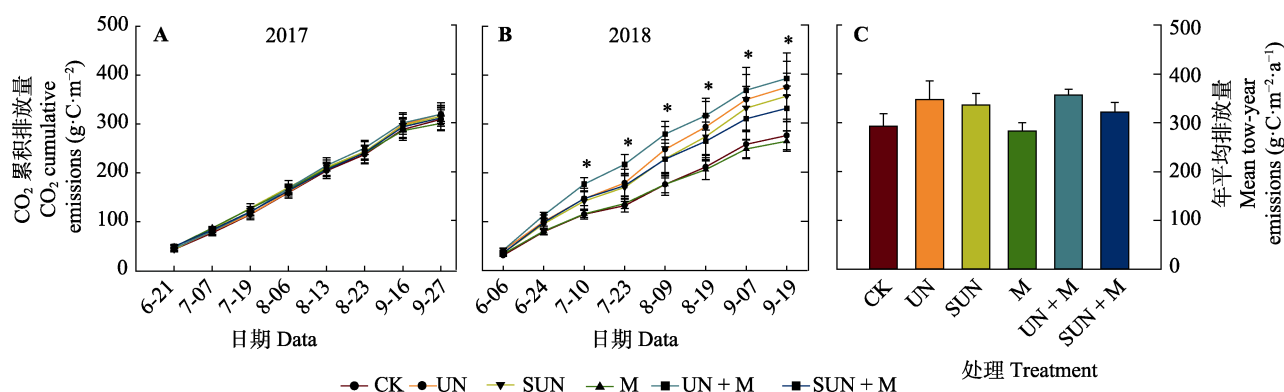 CO2 累积排放量
CO2 cumulative
emissions (g·C·m−2)
500
400
300
200
100
0
A
2017
6-21
7-07
7-19
8-06
8-13
8-23
9-16
9-27
日期 Data
B
2018
*
*
*
*
*
*
6-06
6-24
7-10
7-23
8-09
8-19
9-07
9-19
日期 Data
C
CK
UN
SUN
M
UN + M
SUN + M
处理 Treatment
500
400
300
200
100
0
年平均排放量
Mean tow-year
emissions (g·C·m−2·a−1)
CK UN SUN M UN + M SUN + M